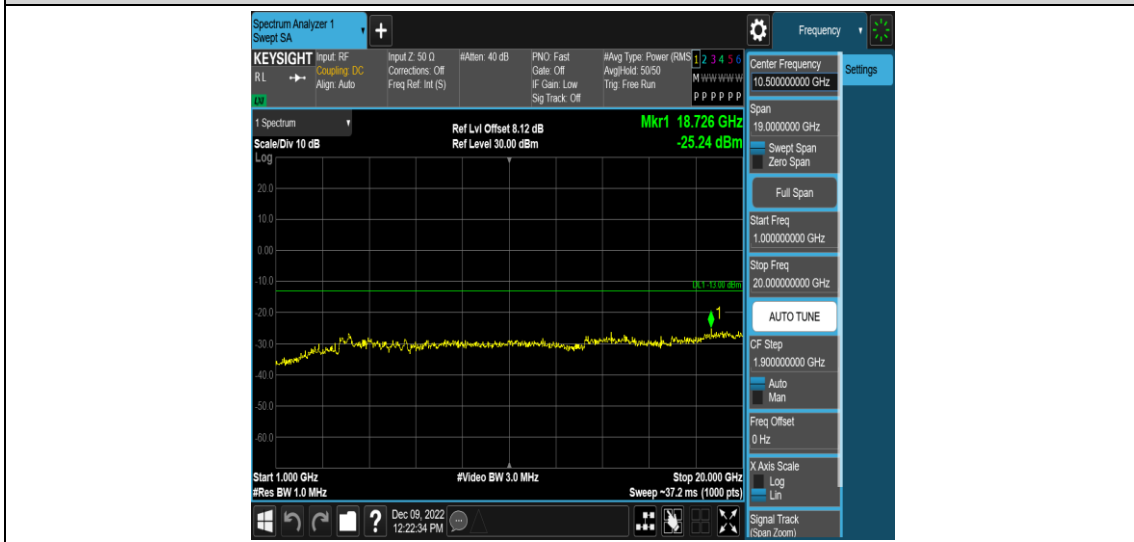 Spectrum Analyzer 1
Swept SA
+
Frequency
KEYSIGHT
RL
Input: RF
Coupling: DC
Align: Auto
Input Z: 50 Ω
Corrections: Off
Freq Ref: Int (S)
#Atten: 40 dB
PNO: Fast
Gate: Off
IF Gain: Low
Sig Track: Off
#Avg Type: Power (RMS
Avg|Hold: 50/50
Trig: Free Run
1 2 3 4 5 6
M W W W W W
P P P P P P
1 Spectrum
Scale/Div 10 dB
Log
Ref Lvl Offset 8.12 dB
Ref Level 30.00 dBm
Mkr1 18.726 GHz
-25.24 dBm
20.0
10.0
0.00
-10.0
DL1 -13.00 dBm
-20.0
1
-30.0
-40.0
-50.0
-60.0
Start 1.000 GHz
#Res BW 1.0 MHz
#Video BW 3.0 MHz
Stop 20.000 GHz
Sweep ~37.2 ms (1000 pts)
Center Frequency
10.500000000 GHz
Settings
Span
19.0000000 GHz
Swept Span
Zero Span
Full Span
Start Freq
1.000000000 GHz
Stop Freq
20.000000000 GHz
AUTO TUNE
CF Step
1.900000000 GHz
Auto
Man
Freq Offset
0 Hz
X Axis Scale
Log
Lin
Signal Track
(Span Zoom)
?
Dec 09, 2022
12:22:34 PM